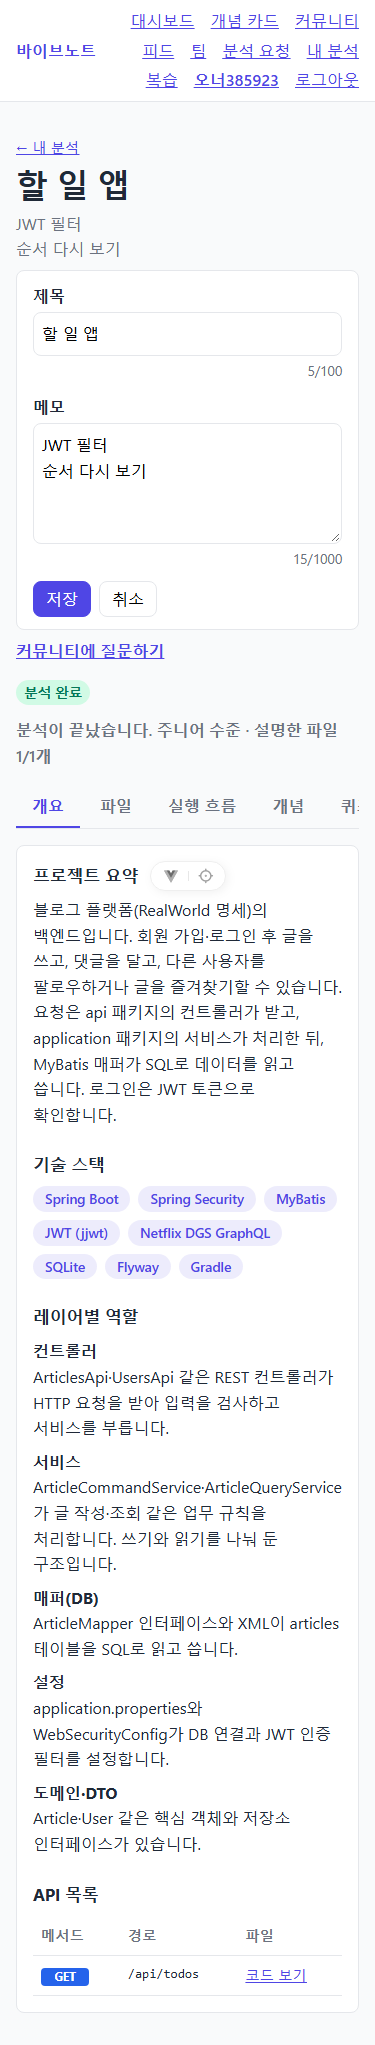 바이브노트
대시보드 개념 카드 커뮤니티
피드 팀 분석 요청 내 분석
복습 오너385923 로그아웃
← 내 분석
할 일 앱
JWT 필터
순서 다시 보기
제목
할 일 앱
5/100
메모
JWT 필터
순서 다시 보기
15/1000
저장 취소
커뮤니티에 질문하기
분석 완료
분석이 끝났습니다. 주니어 수준 · 설명한 파일
1/1개
개요 파일 실행 흐름 개념
프로젝트 요약
블로그 플랫폼(RealWorld 명세)의
백엔드입니다. 회원 가입·로그인 후 글을
쓰고, 댓글을 달고, 다른 사용자를
팔로우하거나 글을 즐겨찾기할 수 있습니다.
요청은 api 패키지의 컨트롤러가 받고,
application 패키지의 서비스가 처리한 뒤,
MyBatis 매퍼가 SQL로 데이터를 읽고
씁니다. 로그인은 JWT 토큰으로
확인합니다.
기술 스택
Spring Boot Spring Security MyBatis
JWT (jjwt) Netflix DGS GraphQL
SQLite Flyway Gradle
레이어별 역할
컨트롤러
ArticlesApi·UsersApi 같은 REST 컨트롤러가
HTTP 요청을 받아 입력을 검사하고
서비스를 부릅니다.
서비스
ArticleCommandService·ArticleQueryService
가 글 작성·조회 같은 업무 규칙을
처리합니다. 쓰기와 읽기를 나눠 둔
구조입니다.
매퍼(DB)
ArticleMapper 인터페이스와 XML이 articles
테이블을 SQL로 읽고 씁니다.
설정
application.properties와
WebSecurityConfig가 DB 연결과 JWT 인증
필터를 설정합니다.
도메인·DTO
Article·User 같은 핵심 객체와 저장소
인터페이스가 있습니다.
API 목록
메서드 경로 파일
GET /api/todos 코드 보기